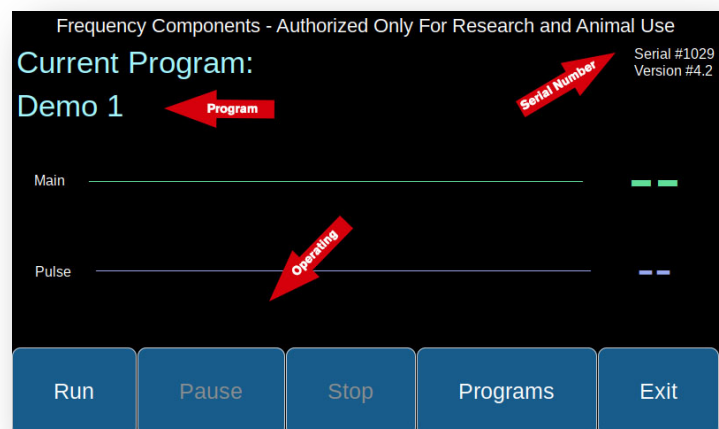 Frequency Components - Authorized Only For Research and Animal Use
Current Program:
Serial #1029
Version #4.2
Serial Number
Demo 1
Program
Main
--
Operating
Pulse
--
Run
Pause
Stop
Programs
Exit